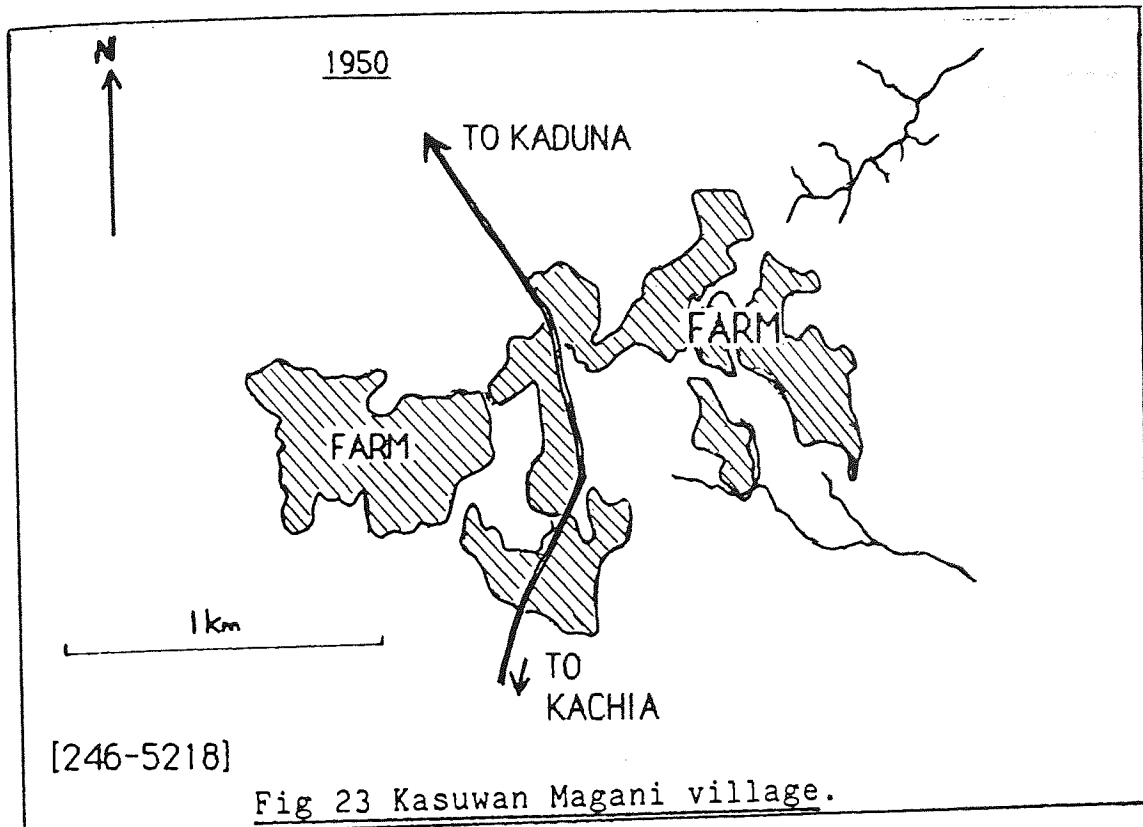 N
1950
TO KADUNA
FARM
FARM
1km
TO
KACHIA
[246-5218]
Fig 23 Kasuwan Magani village.